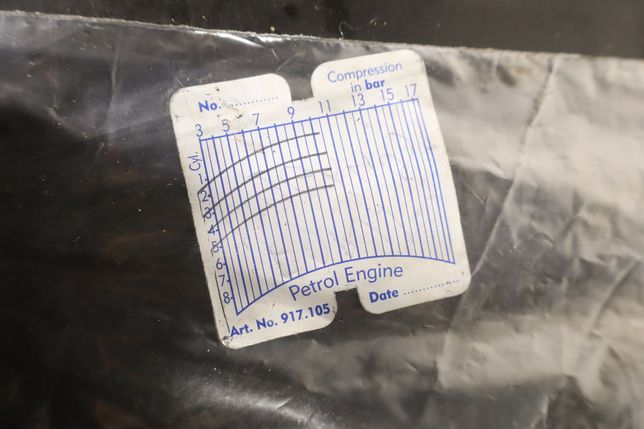 No. ............
Compression
in bar
3 5 7 9 11 13 15 17
Cyl.
1
2
3
4
5
6
7
8
Petrol Engine
Art. No. 917.105
Date ..............